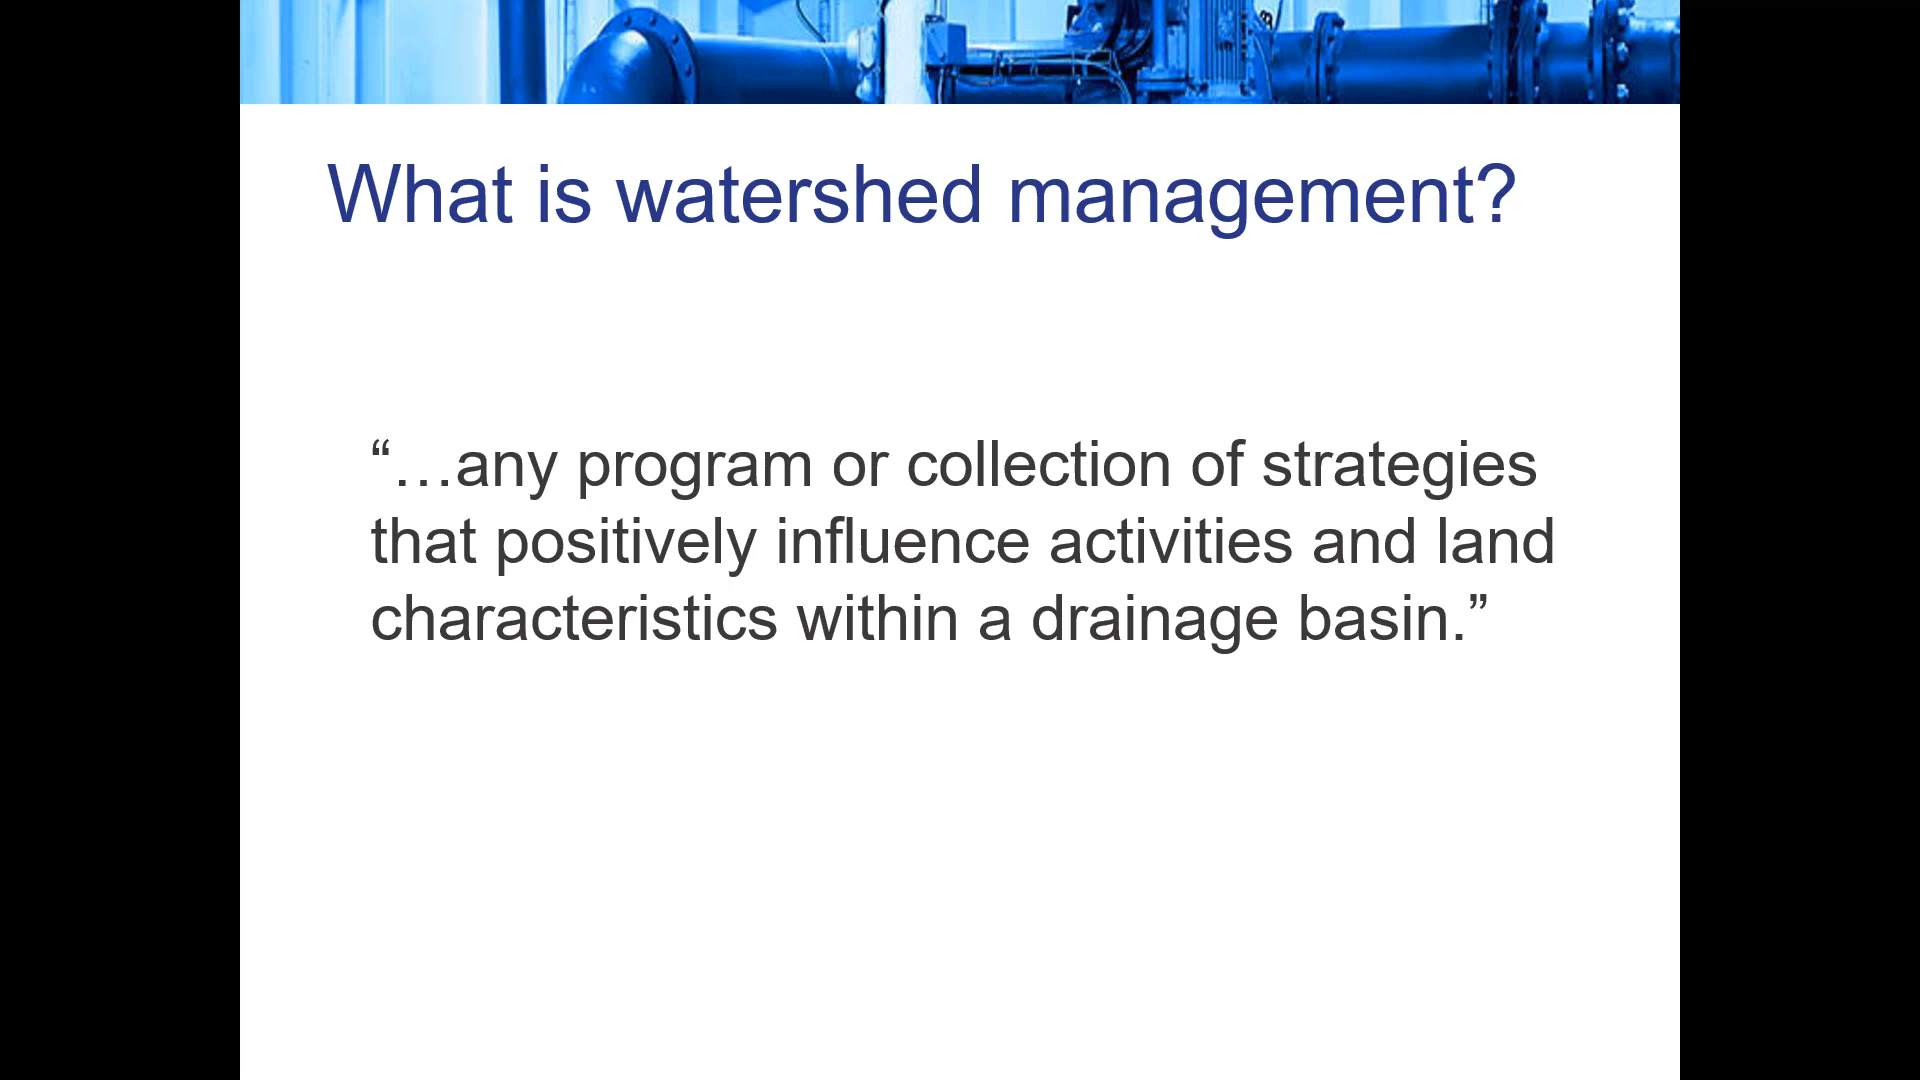 What is watershed management?
“…any program or collection of strategies
that positively influence activities and land
characteristics within a drainage basin.”